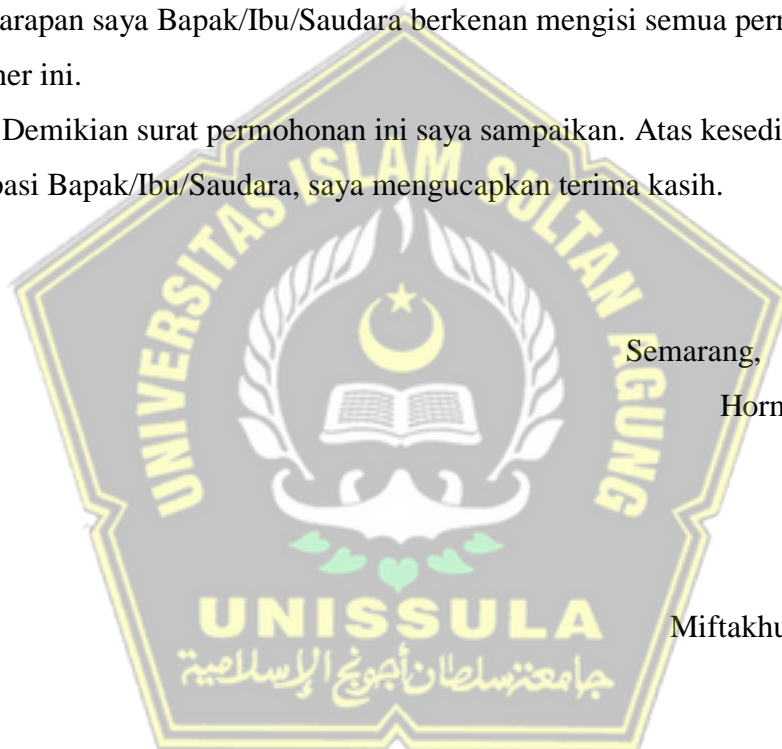 arapan saya Bapak/Ibu/Saudara berkenan mengisi semua pern
ner ini.
Demikian surat permohonan ini saya sampaikan. Atas kesedi
pasi Bapak/Ibu/Saudara, saya mengucapkan terima kasih.
UNIVERSITAS ISLAM SULTAN AGUNG
Semarang,
Horn
Miftakhu
UNISSULA
جامعة سلطان أجونج الإسلامية